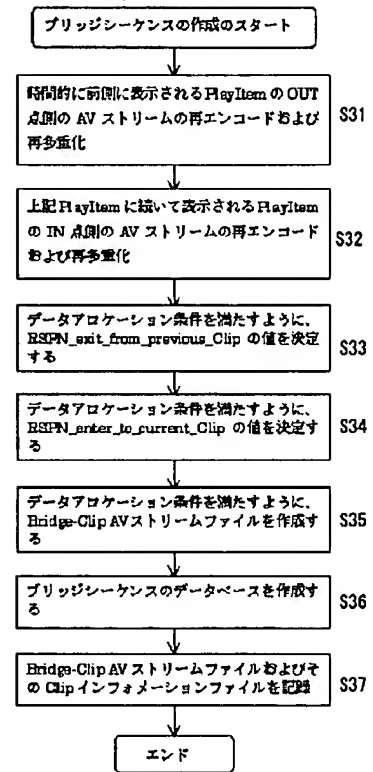 ブリッジシーケンスの作成のスタート
時間的に前側に表示されるPlayItemのOUT
点側のAVストリームの再エンコードおよび
再多重化
S31
上記PlayItemに続いて表示されるPlayItem
のIN点側のAVストリームの再エンコード
および再多重化
S32
データアロケーション条件を満たすように、
RSPN_exit_from_previous_Clipの値を決定
する
S33
データアロケーション条件を満たすように、
RSPN_enter_to_current_Clipの値を決定す
る
S34
データアロケーション条件を満たすように、
Bridge-Clip AVストリームファイルを作成す
る
S35
ブリッジシーケンスのデータベースを作成す
る
S36
Bridge-Clip AVストリームファイルおよびそ
のClipインフォメーションファイルを記録
S37
エンド